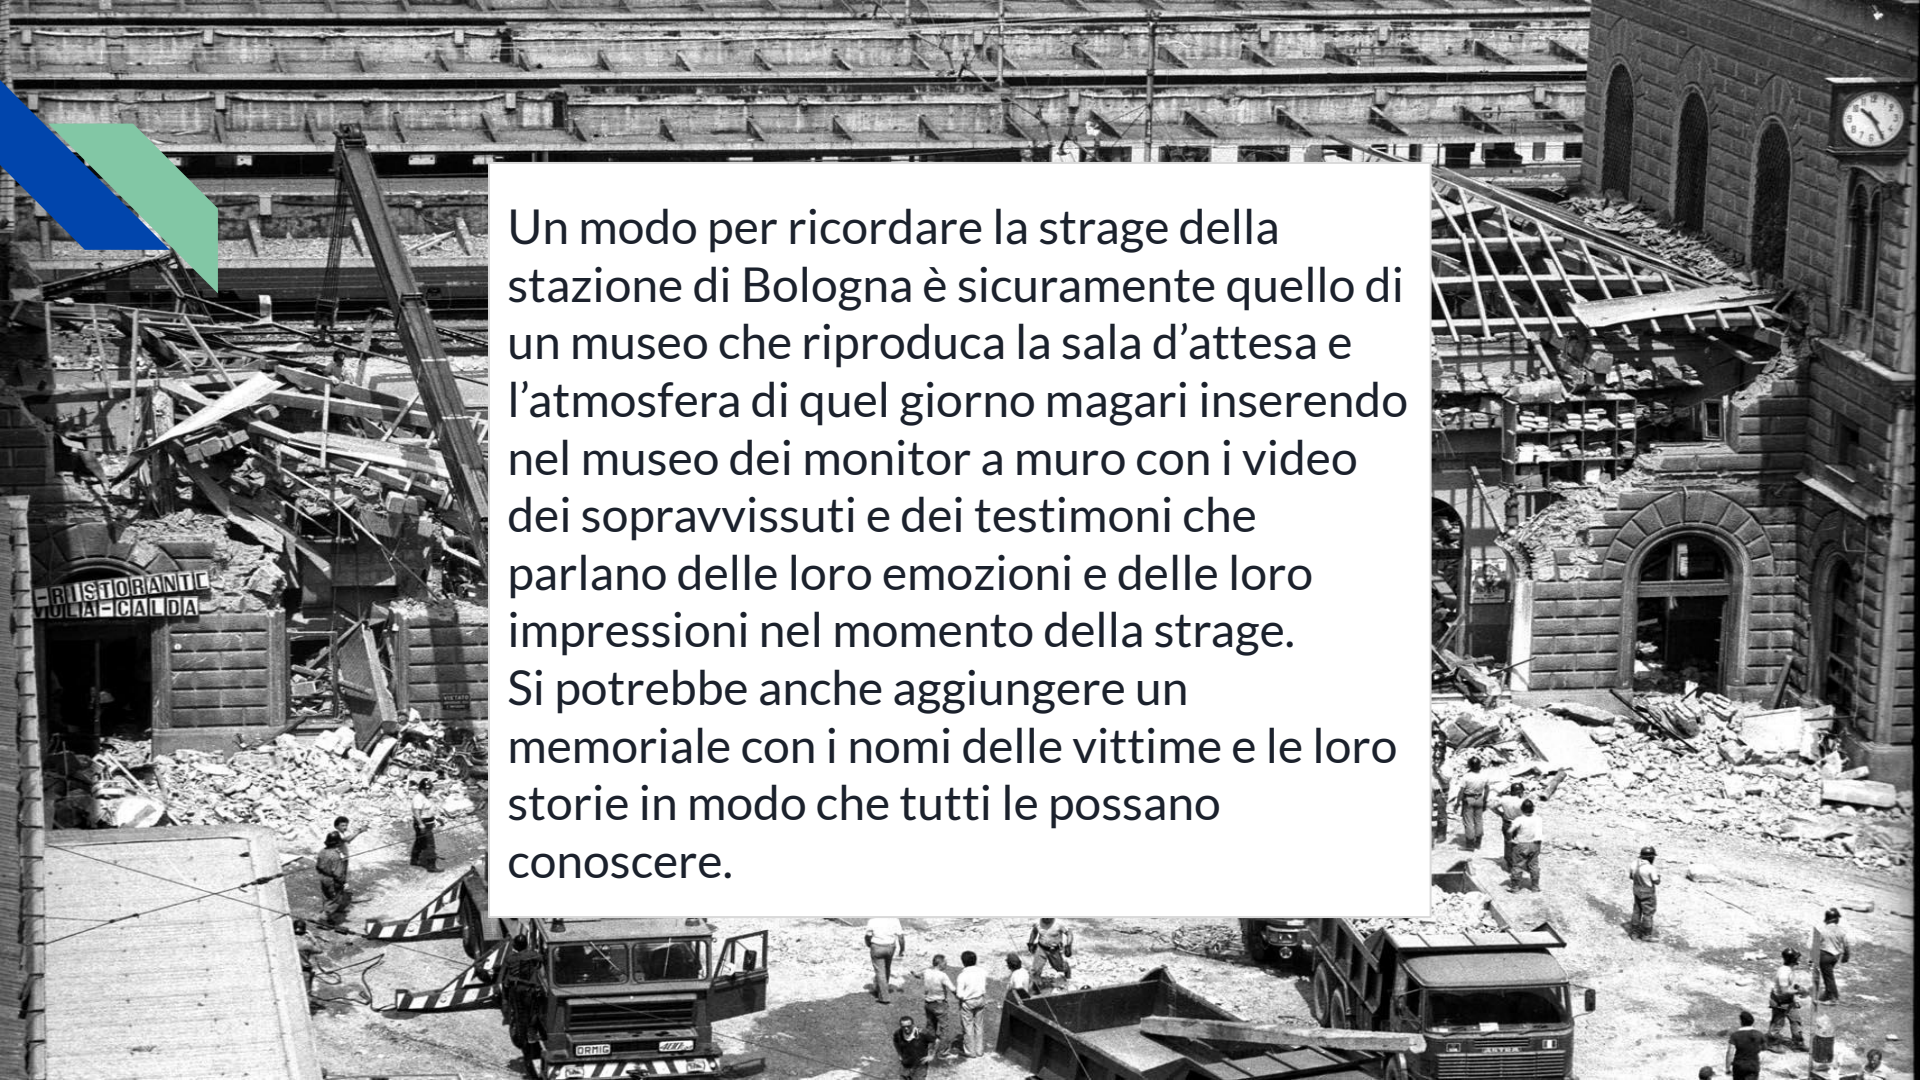 Un modo per ricordare la strage della
stazione di Bologna è sicuramente quello di
un museo che riproduca la sala d’attesa e
l’atmosfera di quel giorno magari inserendo
nel museo dei monitor a muro con i video
dei sopravvissuti e dei testimoni che
parlano delle loro emozioni e delle loro
impressioni nel momento della strage.
Si potrebbe anche aggiungere un
memoriale con i nomi delle vittime e le loro
storie in modo che tutti le possano
conoscere.
-RISTORANTE
-CALDA
ORMIG